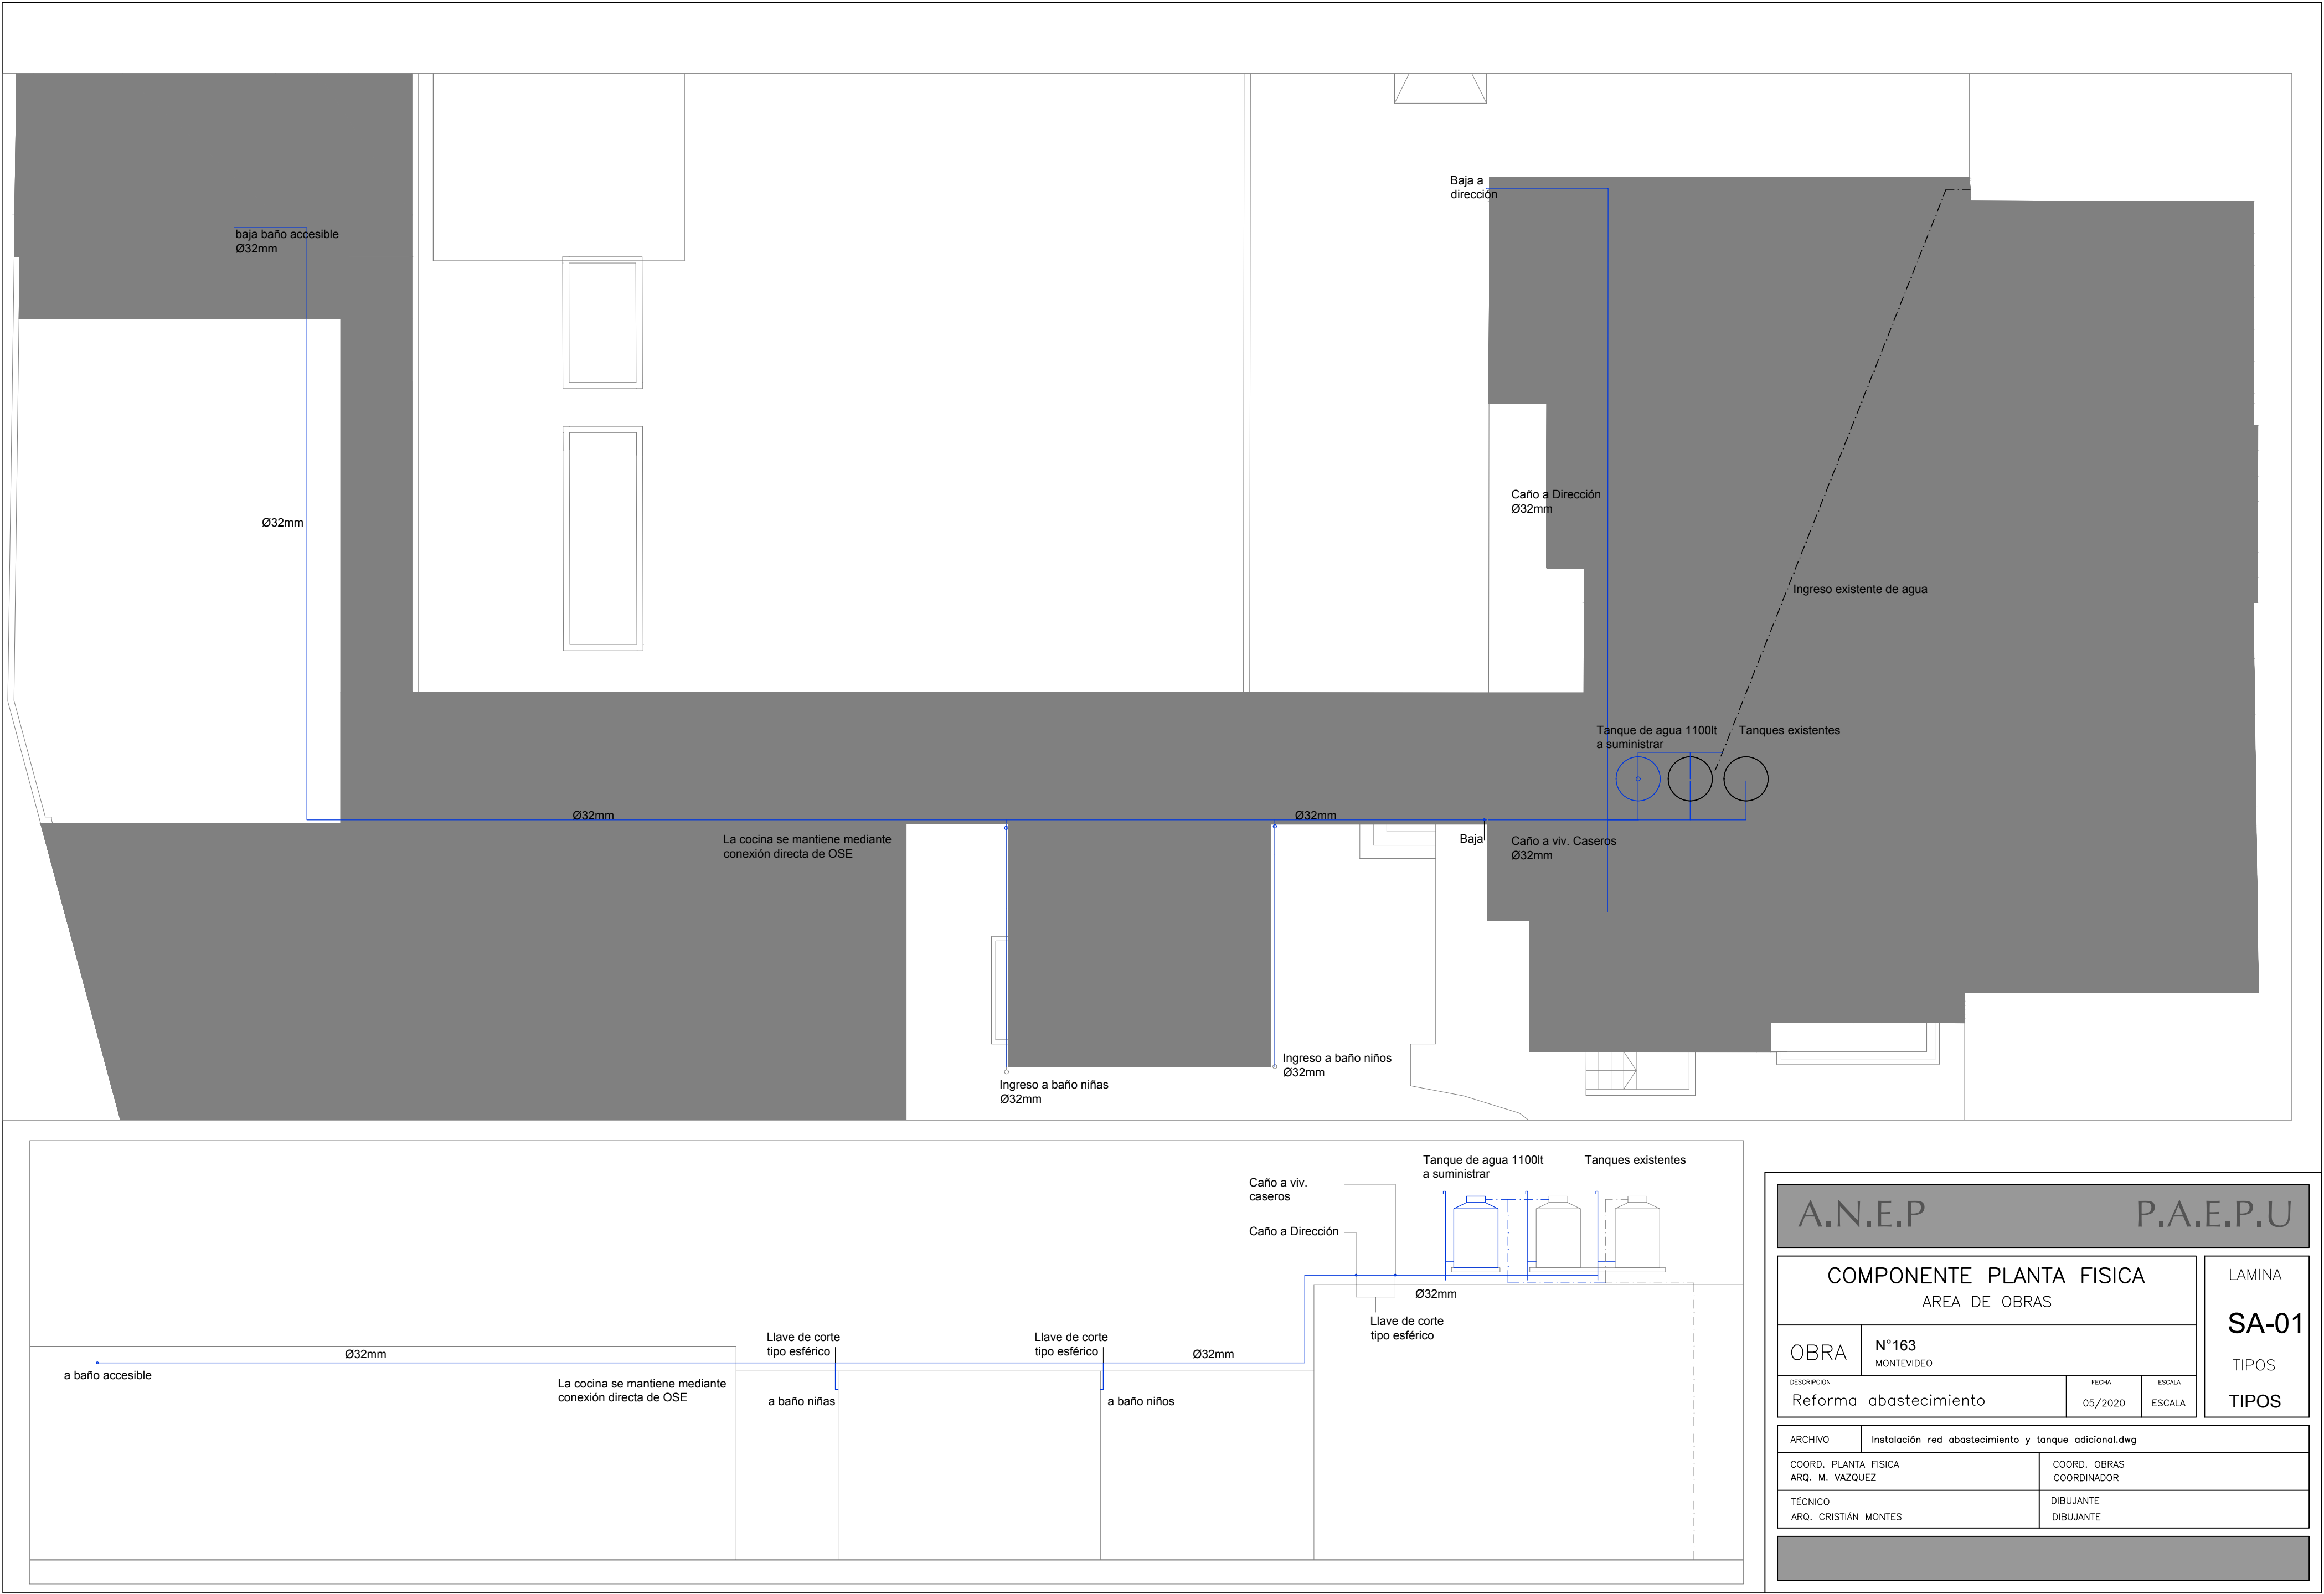 Baja a
dirección
baja baño accesible
Ø32mm
Ø32mm
Caño a Dirección
Ø32mm
Ingreso existente de agua
Tanque de agua 1100lt
a suministrar
Tanques existentes
Ø32mm
Ø32mm
La cocina se mantiene mediante
conexión directa de OSE
Baja
Caño a viv. Caseros
Ø32mm
Ingreso a baño niños
Ø32mm
Ingreso a baño niñas
Ø32mm
Tanque de agua 1100lt
a suministrar
Tanques existentes
Caño a viv.
caseros
Caño a Dirección
Ø32mm
Llave de corte
tipo esférico
Llave de corte
tipo esférico
Llave de corte
tipo esférico
Ø32mm
Ø32mm
a baño accesible
La cocina se mantiene mediante
conexión directa de OSE
a baño niñas
a baño niños
A.N.E.P
P.A.E.P.U
COMPONENTE PLANTA FISICA
AREA DE OBRAS
LAMINA
SA-01
TIPOS
TIPOS
OBRA
N°163
MONTEVIDEO
DESCRIPCION
Reforma abastecimiento
FECHA
05/2020
ESCALA
ESCALA
ARCHIVO
Instalación red abastecimiento y tanque adicional.dwg
COORD. PLANTA FISICA
ARQ. M. VAZQUEZ
COORD. OBRAS
COORDINADOR
TÉCNICO
ARQ. CRISTIÁN MONTES
DIBUJANTE
DIBUJANTE